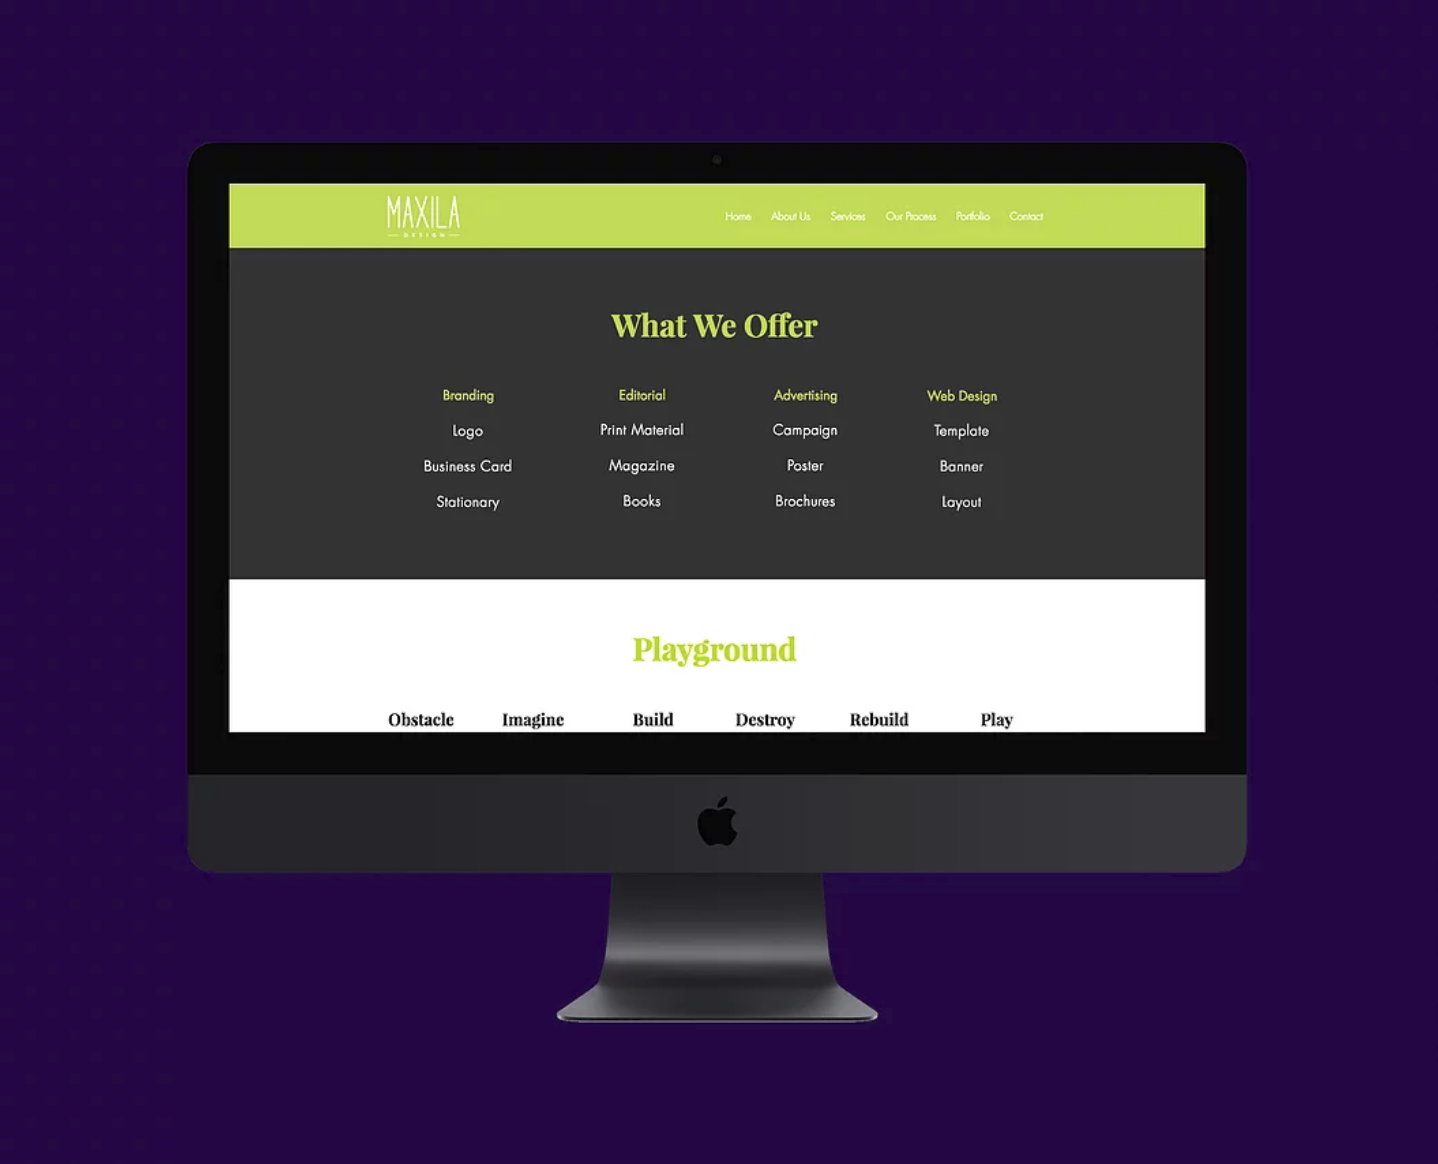 MAXILA
DESIGN
Home About Us Services Our Process Portfolio Contact
What We Offer
Branding Editorial Advertising Web Design
Logo Print Material Campaign Template
Business Card Magazine Poster Banner
Stationary Books Brochures Layout
Playground
Obstacle Imagine Build Destroy Rebuild Play